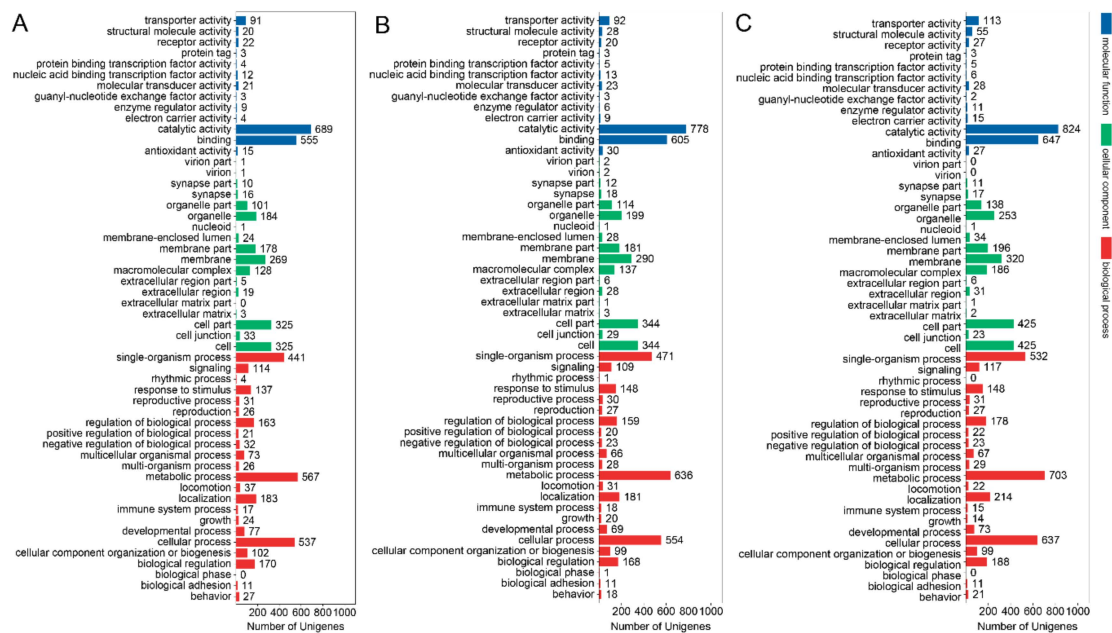 A
transporter activity 91
structural molecule activity 20
receptor activity 22
protein tag 3
protein binding transcription factor activity 4
nucleic acid binding transcription factor activity 12
molecular transducer activity 21
guanyl-nucleotide exchange factor activity 3
enzyme regulator activity 9
electron carrier activity 4
catalytic activity 689
binding 555
antioxidant activity 15
virion part 1
virion 1
synapse part 10
synapse 16
organelle part 101
organelle 184
nucleoid 1
membrane-enclosed lumen 24
membrane part 178
membrane 269
macromolecular complex 128
extracellular region part 5
extracellular region 19
extracellular matrix part 0
extracellular matrix 3
cell part 325
cell junction 33
cell 325
single-organism process 441
signaling 114
rhythmic process 4
response to stimulus 137
reproductive process 31
reproduction 26
regulation of biological process 163
positive regulation of biological process 21
negative regulation of biological process 32
multicellular organismal process 73
multi-organism process 26
metabolic process 567
locomotion 37
localization 183
immune system process 17
growth 24
developmental process 77
cellular process 537
cellular component organization or biogenesis 102
biological regulation 170
biological phase 0
biological adhesion 11
behavior 27
200 400 600 800 1000
Number of Unigenes
B
transporter activity 92
structural molecule activity 28
receptor activity 20
protein tag 3
protein binding transcription factor activity 5
nucleic acid binding transcription factor activity 13
molecular transducer activity 23
guanyl-nucleotide exchange factor activity 3
enzyme regulator activity 6
electron carrier activity 9
catalytic activity 778
binding 605
antioxidant activity 30
virion part 2
virion 2
synapse part 12
synapse 18
organelle part 114
organelle 199
nucleoid 1
membrane-enclosed lumen 28
membrane part 181
membrane 290
macromolecular complex 137
extracellular region part 6
extracellular region 28
extracellular matrix part 1
extracellular matrix 3
cell part 344
cell junction 29
cell 344
single-organism process 471
signaling 109
rhythmic process 1
response to stimulus 148
reproductive process 30
reproduction 27
regulation of biological process 159
positive regulation of biological process 20
negative regulation of biological process 23
multicellular organismal process 66
multi-organism process 28
metabolic process 636
locomotion 31
localization 181
immune system process 18
growth 20
developmental process 69
cellular process 554
cellular component organization or biogenesis 99
biological regulation 168
biological phase 1
biological adhesion 11
behavior 18
200 400 600 800 1000
Number of Unigenes
C
transporter activity 113
structural molecule activity 55
receptor activity 27
protein tag 3
protein binding transcription factor activity 5
nucleic acid binding transcription factor activity 6
molecular transducer activity 28
guanyl-nucleotide exchange factor activity 2
enzyme regulator activity 11
electron carrier activity 15
catalytic activity 824
binding 647
antioxidant activity 27
virion part 0
virion 0
synapse part 11
synapse 17
organelle part 138
organelle 253
nucleoid 1
membrane-enclosed lumen 34
membrane part 196
membrane 320
macromolecular complex 186
extracellular region part 6
extracellular region 31
extracellular matrix part 1
extracellular matrix 2
cell part 425
cell junction 23
cell 425
single-organism process 532
signaling 117
rhythmic process 0
response to stimulus 148
reproductive process 31
reproduction 27
regulation of biological process 178
positive regulation of biological process 22
negative regulation of biological process 23
multicellular organismal process 67
multi-organism process 29
metabolic process 703
locomotion 22
localization 214
immune system process 15
growth 14
developmental process 73
cellular process 637
cellular component organization or biogenesis 99
biological regulation 188
biological phase 0
biological adhesion 11
behavior 21
200 400 600 800 1000
Number of Unigenes
molecular function
cellular component
biological process